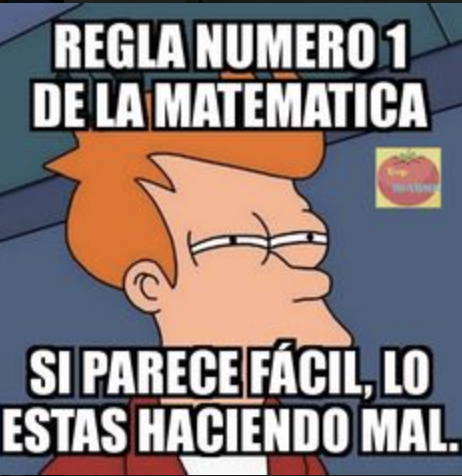 REGLA NUMERO 1
DE LA MATEMATICA
SI PARECE FÁCIL, LO
ESTAS HACIENDO MAL.